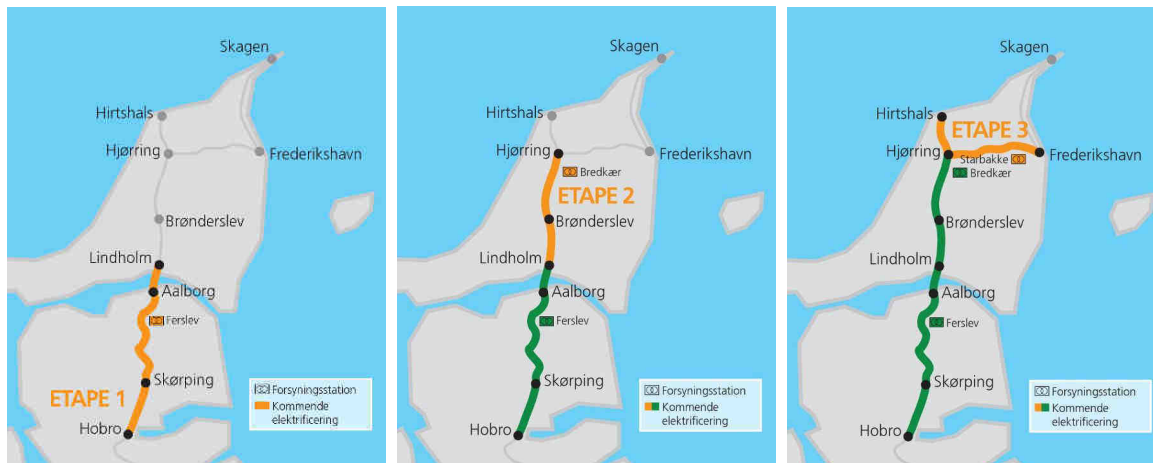 Skagen
Hirtshals
Hjørring
Frederikshavn
Brønderslev
Lindholm
Aalborg
Ferslev
Skørping
ETAPE 1
Hobro
Forsyningsstation
Kommende
elektrificering
Skagen
Hirtshals
Hjørring
Frederikshavn
Bredkær
ETAPE 2
Brønderslev
Lindholm
Aalborg
Ferslev
Skørping
Hobro
Forsyningsstation
Kommende
elektrificering
Skagen
Hirtshals
ETAPE 3
Hjørring
Frederikshavn
Starbakke
Bredkær
Brønderslev
Lindholm
Aalborg
Ferslev
Skørping
Hobro
Forsyningsstation
Kommende
elektrificering